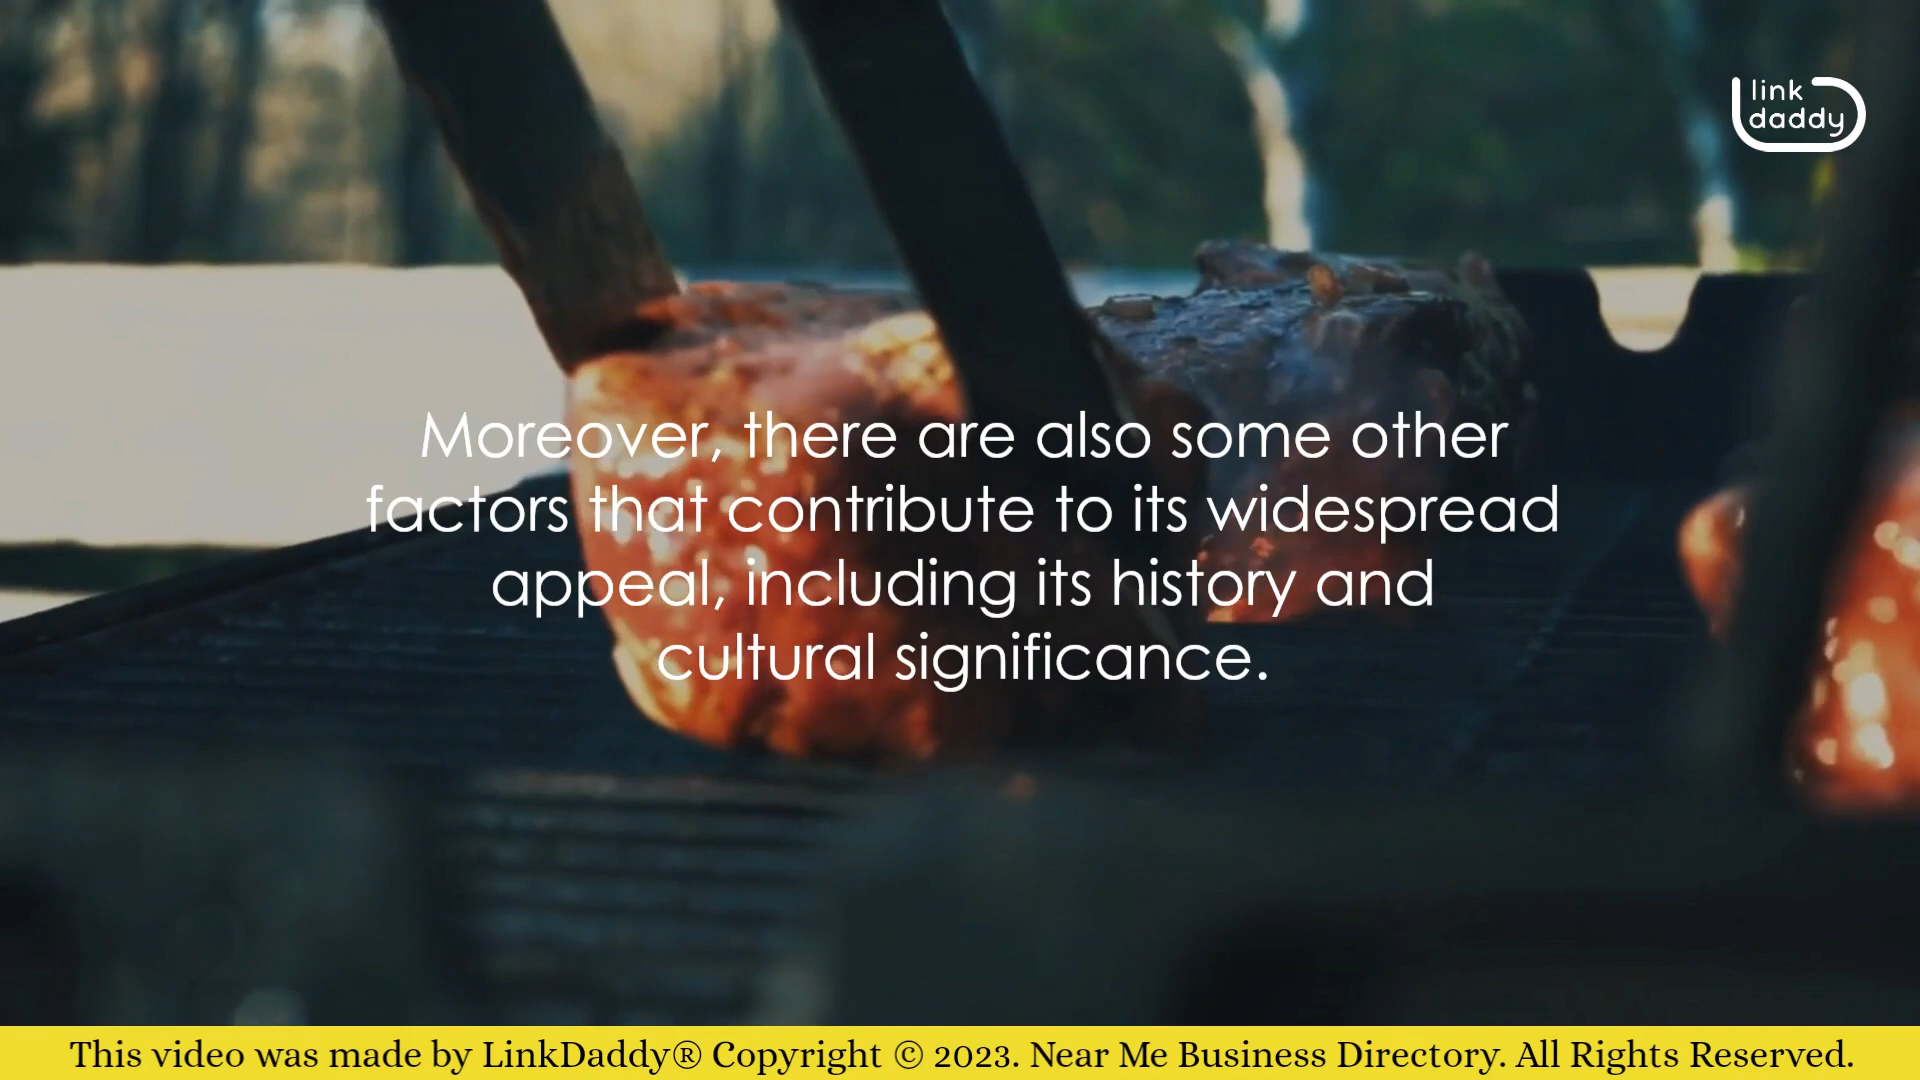 link
daddy
Moreover, there are also some other
factors that contribute to its widespread
appeal, including its history and
cultural significance.
This video was made by LinkDaddy® Copyright © 2023. Near Me Business Directory. All Rights Reserved.